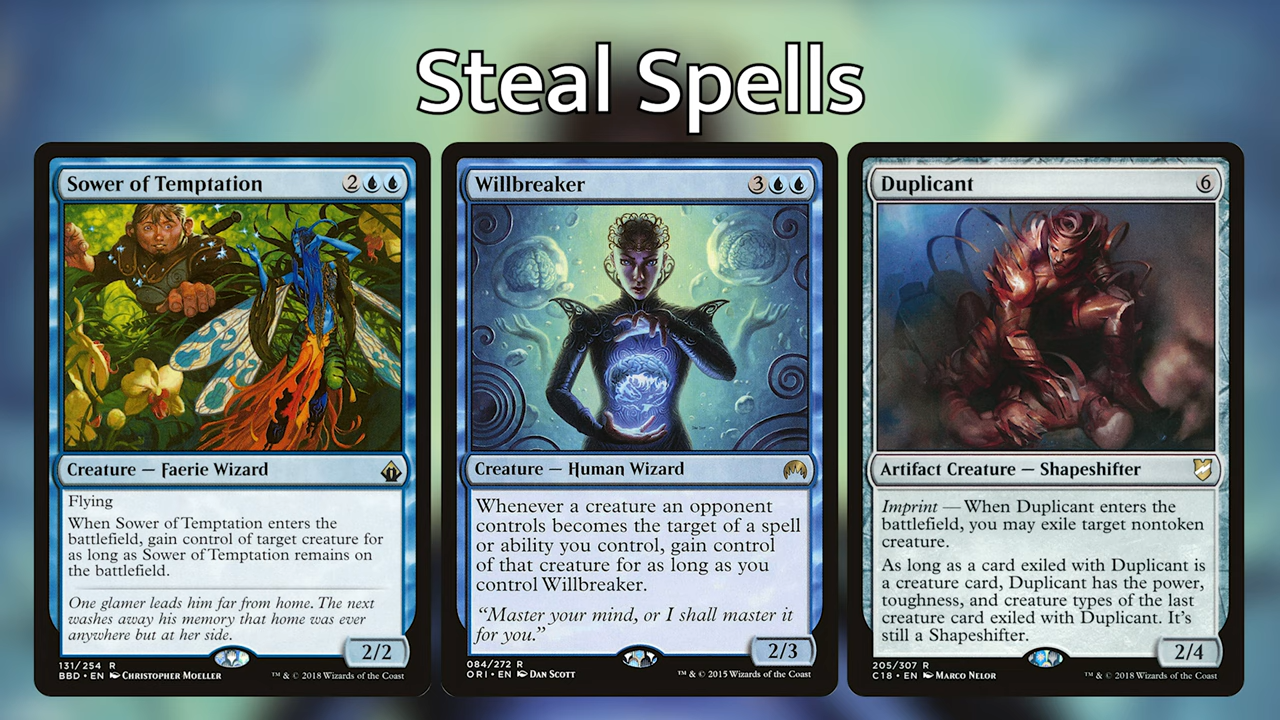 Steal Spells
Sower of Temptation 2
Creature — Faerie Wizard
Flying
When Sower of Temptation enters the
battlefield, gain control of target creature for
as long as Sower of Temptation remains on
the battlefield.
One glamer leads him far from home. The next
washes away his memory that home was ever
anywhere but at her side.
2/2
131/254 R
BBD • EN Christopher Moeller
™ & © 2018 Wizards of the Coast
Willbreaker 3
Creature — Human Wizard
Whenever a creature an opponent
controls becomes the target of a spell
or ability you control, gain control
of that creature for as long as you
control Willbreaker.
“Master your mind, or I shall master it
for you.”
2/3
084/272 R
ORI • EN Dan Scott
™ & © 2015 Wizards of the Coast
Duplicant 6
Artifact Creature — Shapeshifter
Imprint — When Duplicant enters the
battlefield, you may exile target nontoken
creature.
As long as a card exiled with Duplicant is
a creature card, Duplicant has the power,
toughness, and creature types of the last
creature card exiled with Duplicant. It's
still a Shapeshifter.
2/4
205/307 R
C18 • EN Marco Nelor
™ & © 2018 Wizards of the Coast